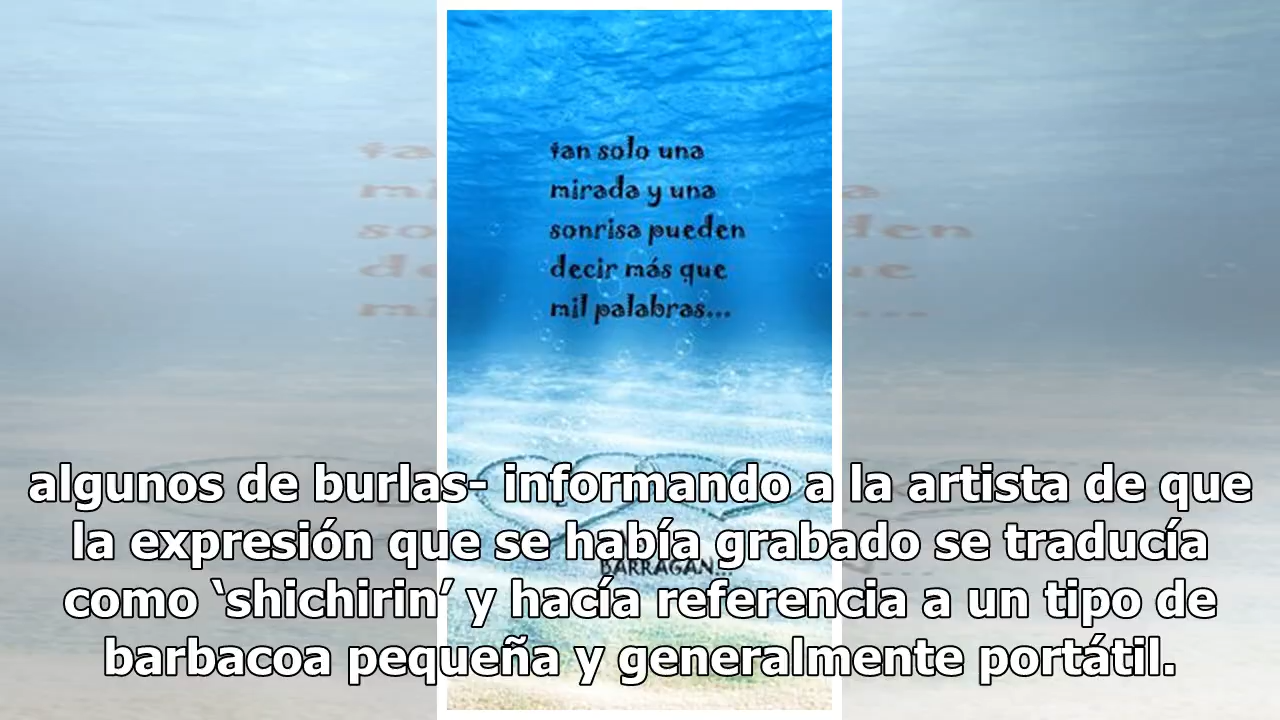 tan solo una
mirada y una
sonrisa pueden
decir más que
mil palabras...
algunos de burlas- informando a la artista de que
la expresión que se había grabado se traducía
BARRAGAN...
como ‘shichirin’ y hacía referencia a un tipo de
barbacoa pequeña y generalmente portátil.